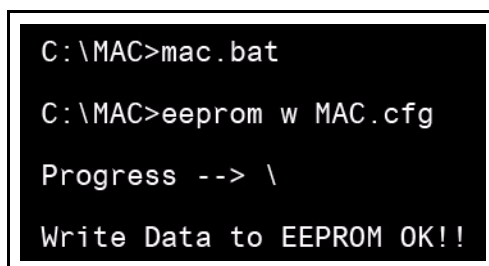 C:\MAC>mac.bat
C:\MAC>eeprom w MAC.cfg
Progress --> \
Write Data to EEPROM OK!!